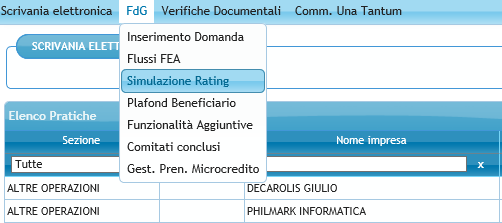 Scrivania elettronica FdG Verifiche Documentali Comm. Una Tantum
Inserimento Domanda
SCRIVANIA ELETT
Flussi FEA
Simulazione Rating
Plafond Beneficiario
Elenco Pratiche
Funzionalità Aggiuntive
Sezione Nome impresa
Comitati conclusi
Tutte x
Gest. Pren. Microcredito
ALTRE OPERAZIONI DECAROLIS GIULIO
ALTRE OPERAZIONI PHILMARK INFORMATICA